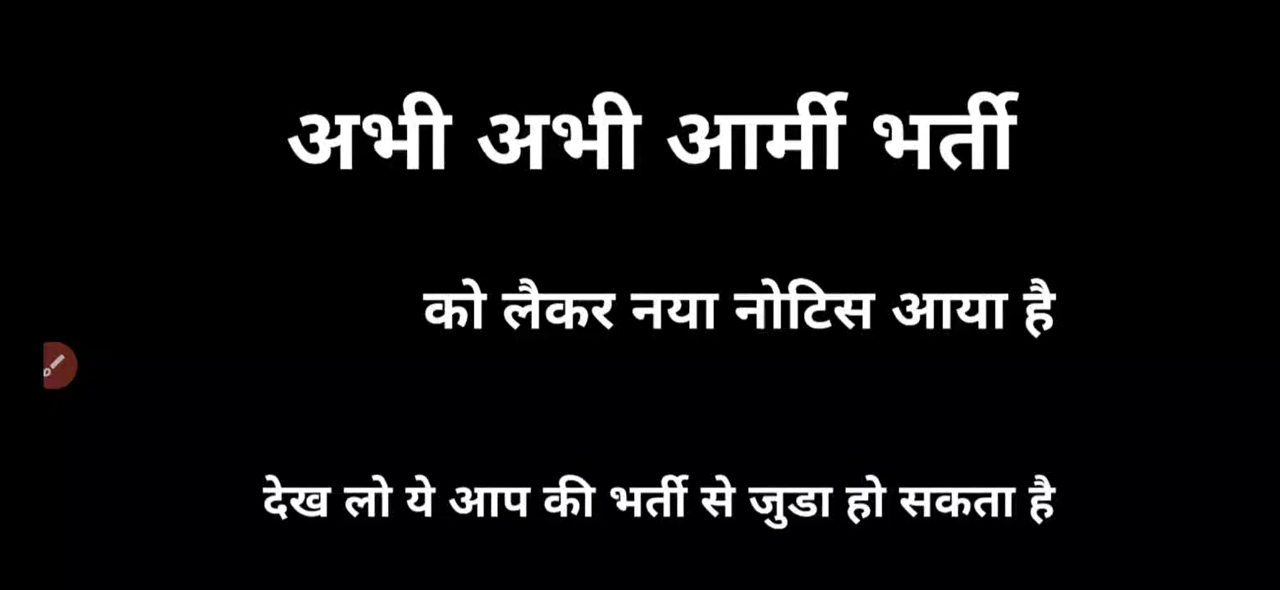 अभी अभी आर्मी भर्ती
को लैकर नया नोटिस आया है
देख लो ये आप की भर्ती से जुडा हो सकता है